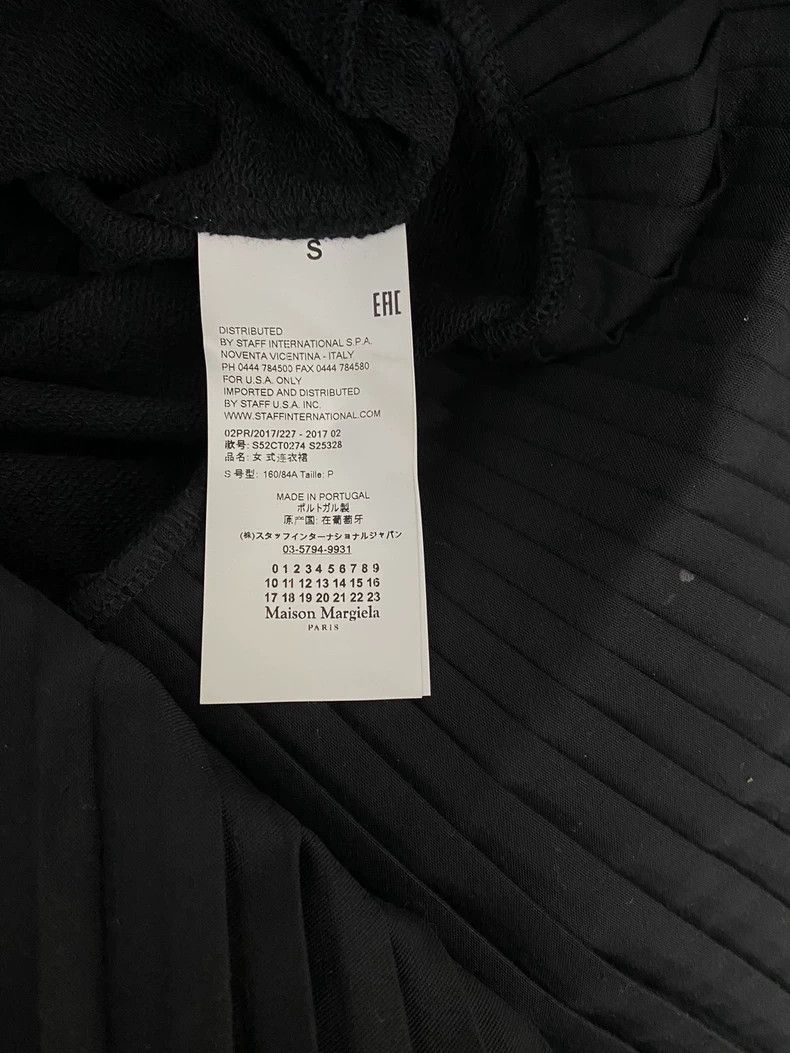 S
EAC
DISTRIBUTED
BY STAFF INTERNATIONAL S.P.A.
NOVENTA VICENTINA - ITALY
PH 0444 784500 FAX 0444 784580
FOR U.S.A. ONLY
IMPORTED AND DISTRIBUTED
BY STAFF U.S.A. INC.
WWW.STAFFINTERNATIONAL.COM
02PR/2017/227 - 2017 02
款号: S52CT0274 S25328
品名: 女 式连衣裙
S 号型: 160/84A Taille: P
MADE IN PORTUGAL
ポルトガル製
原产国: 在葡萄牙
(株)スタッフインターナショナルジャパン
03-5794-9931
0 1 2 3 4 5 6 7 8 9
10 11 12 13 14 15 16
17 18 19 20 21 22 23
Maison Margiela
PARIS